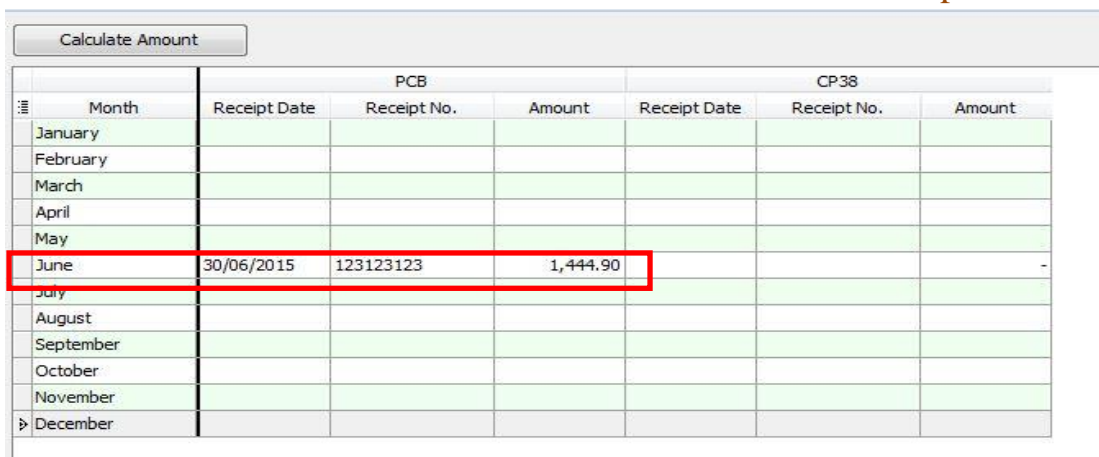 Calculate Amount
PCB CP38
Month Receipt Date Receipt No. Amount Receipt Date Receipt No. Amount
January
February
March
April
May
June 30/06/2015 123123123 1,444.90 -
July
August
September
October
November
December